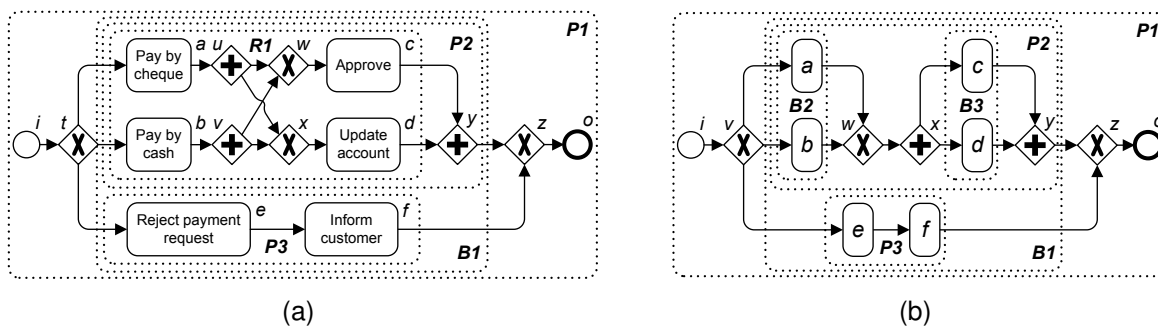 P1
P2
Pay by cheque
a
u
R1
w
c
Approve
i
t
Pay by cash
b
v
x
Update account
d
y
z
o
Reject payment request
e
Inform customer
f
P3
B1
(a)
P1
P2
a
c
B2
B3
i
v
b
w
x
d
y
z
o
e
f
P3
B1
(b)